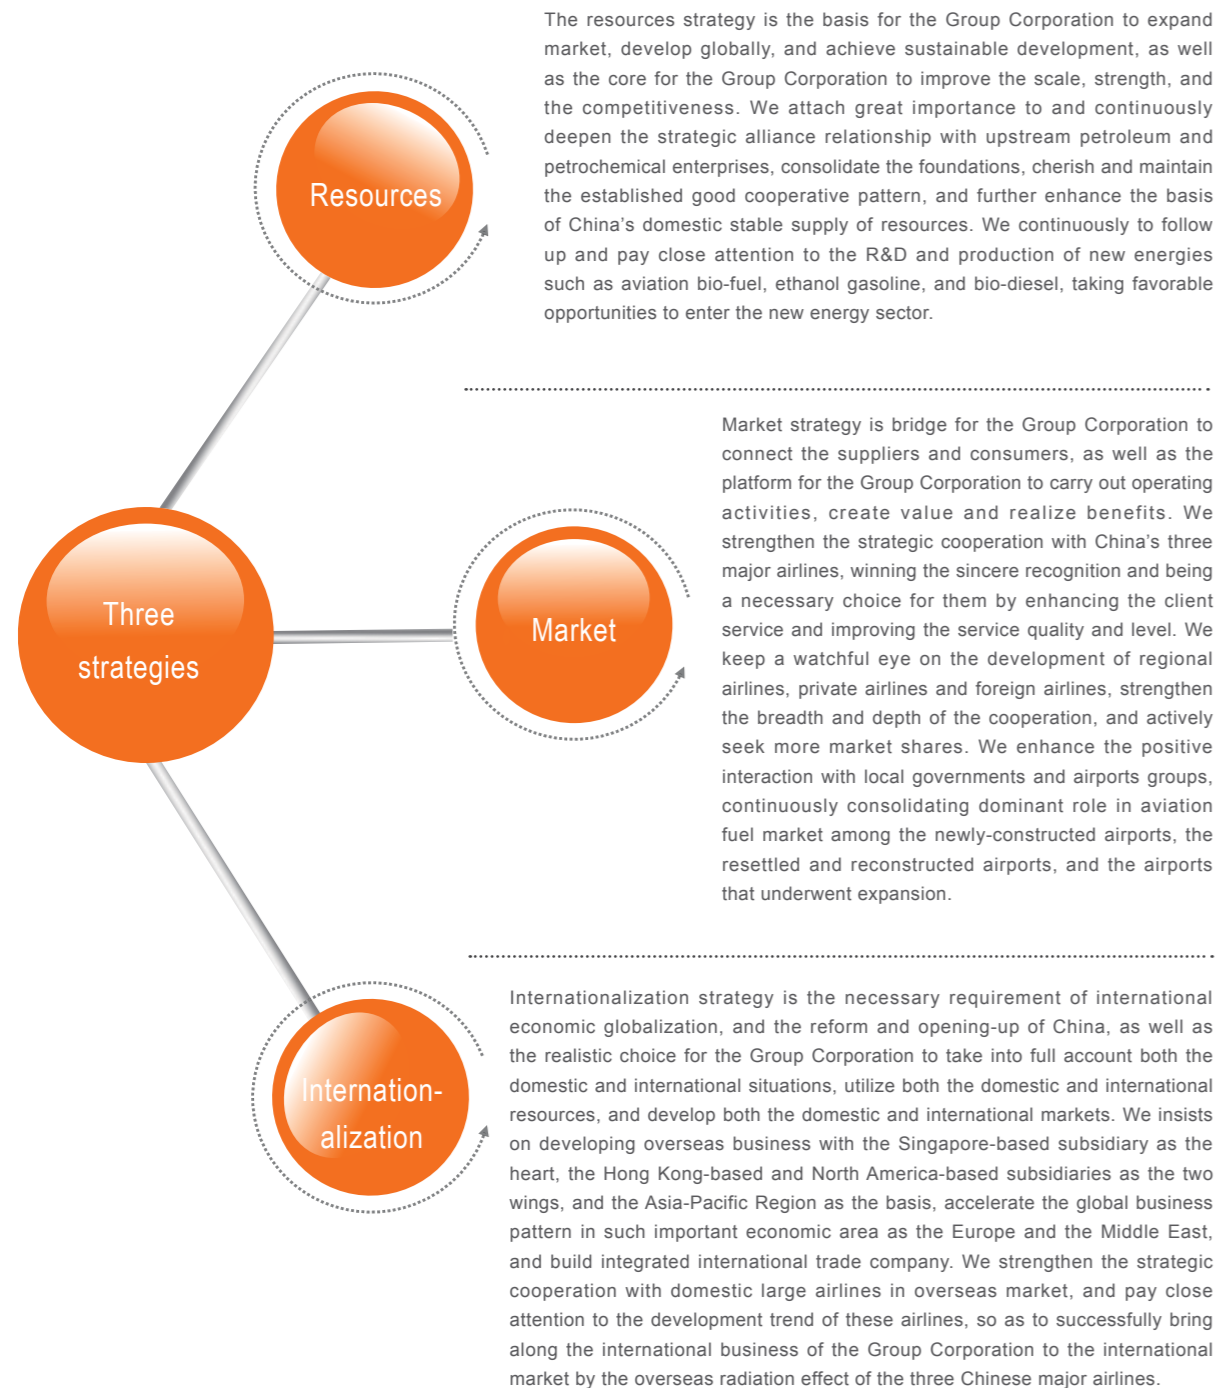 The resources strategy is the basis for the Group Corporation to expand
market, develop globally, and achieve sustainable development, as well
as the core for the Group Corporation to improve the scale, strength, and
the competitiveness. We attach great importance to and continuously
deepen the strategic alliance relationship with upstream petroleum and
petrochemical enterprises, consolidate the foundations, cherish and maintain
the established good cooperative pattern, and further enhance the basis
of China's domestic stable supply of resources. We continuously to follow
up and pay close attention to the R&D and production of new energies
such as aviation bio-fuel, ethanol gasoline, and bio-diesel, taking favorable
opportunities to enter the new energy sector.
Resources
Three
strategies
Market
Market strategy is bridge for the Group Corporation to
connect the suppliers and consumers, as well as the
platform for the Group Corporation to carry out operating
activities, create value and realize benefits. We
strengthen the strategic cooperation with China's three
major airlines, winning the sincere recognition and being
a necessary choice for them by enhancing the client
service and improving the service quality and level. We
keep a watchful eye on the development of regional
airlines, private airlines and foreign airlines, strengthen
the breadth and depth of the cooperation, and actively
seek more market shares. We enhance the positive
interaction with local governments and airports groups,
continuously consolidating dominant role in aviation
fuel market among the newly-constructed airports, the
resettled and reconstructed airports, and the airports
that underwent expansion.
Internation-
alization
Internationalization strategy is the necessary requirement of international
economic globalization, and the reform and opening-up of China, as well as
the realistic choice for the Group Corporation to take into full account both the
domestic and international situations, utilize both the domestic and international
resources, and develop both the domestic and international markets. We insists
on developing overseas business with the Singapore-based subsidiary as the
heart, the Hong Kong-based and North America-based subsidiaries as the two
wings, and the Asia-Pacific Region as the basis, accelerate the global business
pattern in such important economic area as the Europe and the Middle East,
and build integrated international trade company. We strengthen the strategic
cooperation with domestic large airlines in overseas market, and pay close
attention to the development trend of these airlines, so as to successfully bring
along the international business of the Group Corporation to the international
market by the overseas radiation effect of the three Chinese major airlines.